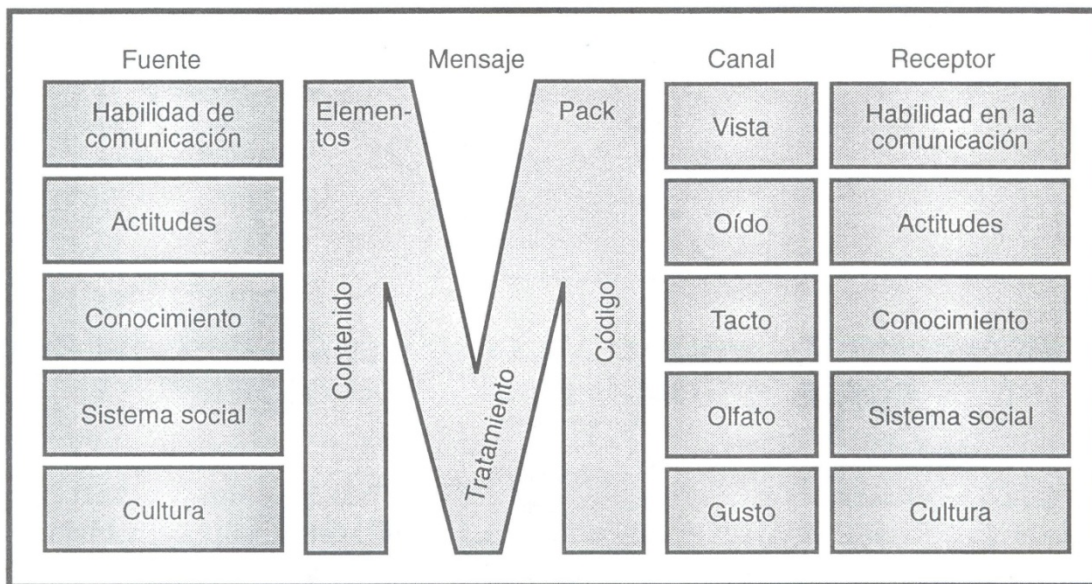 Fuente
Habilidad de
comunicación
Actitudes
Conocimiento
Sistema social
Cultura
Mensaje
Elemen-
tos
Pack
Contenido
Tratamiento
Código
Canal
Vista
Oído
Tacto
Olfato
Gusto
Receptor
Habilidad en la
comunicación
Actitudes
Conocimiento
Sistema social
Cultura